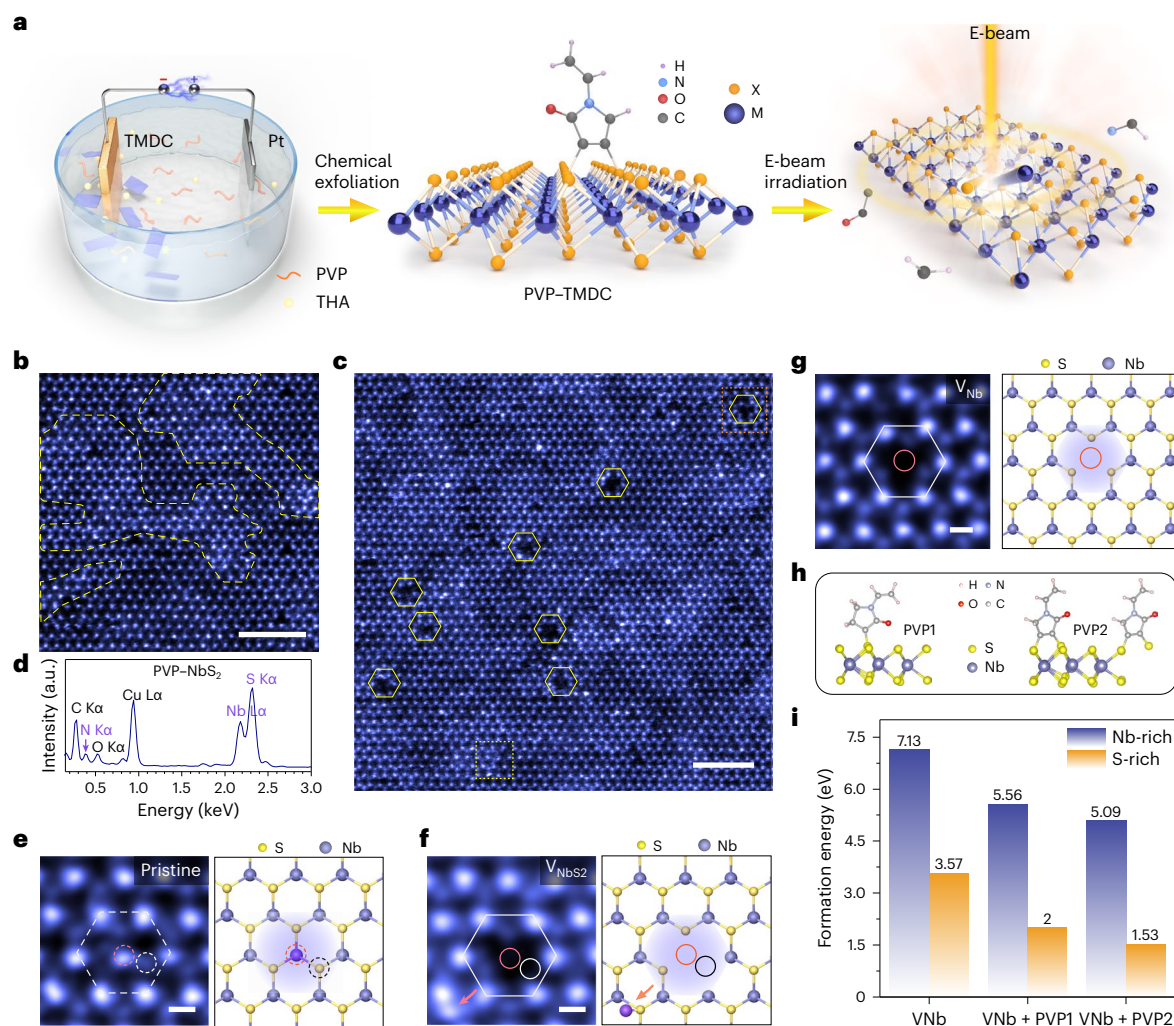 a
−
+
TMDC
Pt
PVP
THA
Chemical
exfoliation
H
N
O
C
X
M
PVP–TMDC
E-beam
irradiation
E-beam
b
c
d
PVP–NbS2
Intensity (a.u.)
C Kα
N Kα
O Kα
Cu Lα
Nb Lα
S Kα
0.5
1.0
1.5
2.0
2.5
3.0
Energy (keV)
e
Pristine
S
Nb
f
VNbS2
S
Nb
g
VNb
S
Nb
h
PVP1
H
N
O
C
S
Nb
PVP2
i
Formation energy (eV)
7.5
6.0
4.5
3.0
1.5
0
Nb-rich
S-rich
7.13
3.57
5.56
2
5.09
1.53
VNb
VNb + PVP1
VNb + PVP2